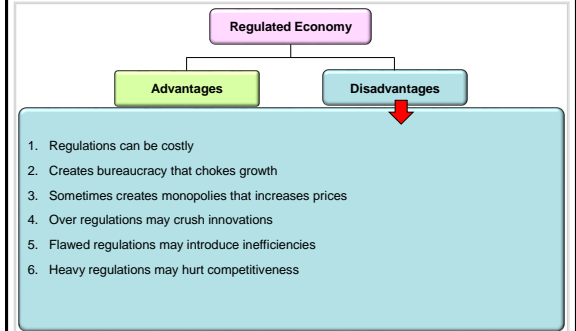 Regulated Economy
Advantages
Disadvantages
1. Regulations can be costly
2. Creates bureaucracy that chokes growth
3. Sometimes creates monopolies that increases prices
4. Over regulations may crush innovations
5. Flawed regulations may introduce inefficiencies
6. Heavy regulations may hurt competitiveness